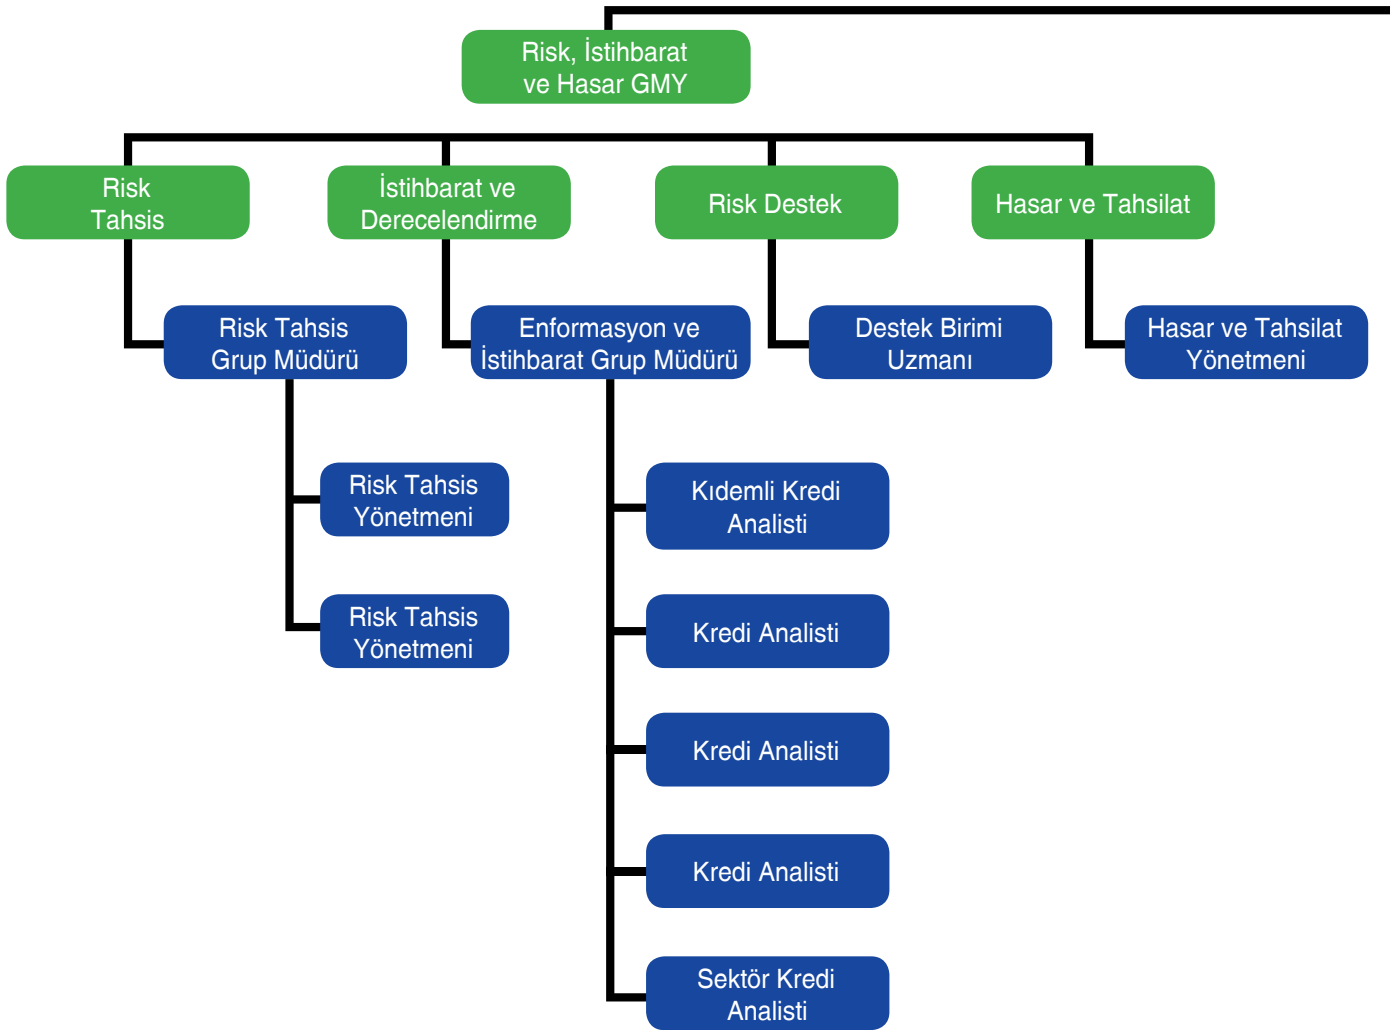 Risk, İstihbarat
ve Hasar GMY
Risk
Tahsis
İstihbarat ve
Derecelendirme
Risk Destek
Hasar ve Tahsilat
Risk Tahsis
Grup Müdürü
Enformasyon ve
İstihbarat Grup Müdürü
Destek Birimi
Uzmanı
Hasar ve Tahsilat
Yönetmeni
Risk Tahsis
Yönetmeni
Risk Tahsis
Yönetmeni
Kıdemli Kredi
Analisti
Kredi Analisti
Kredi Analisti
Kredi Analisti
Sektör Kredi
Analisti